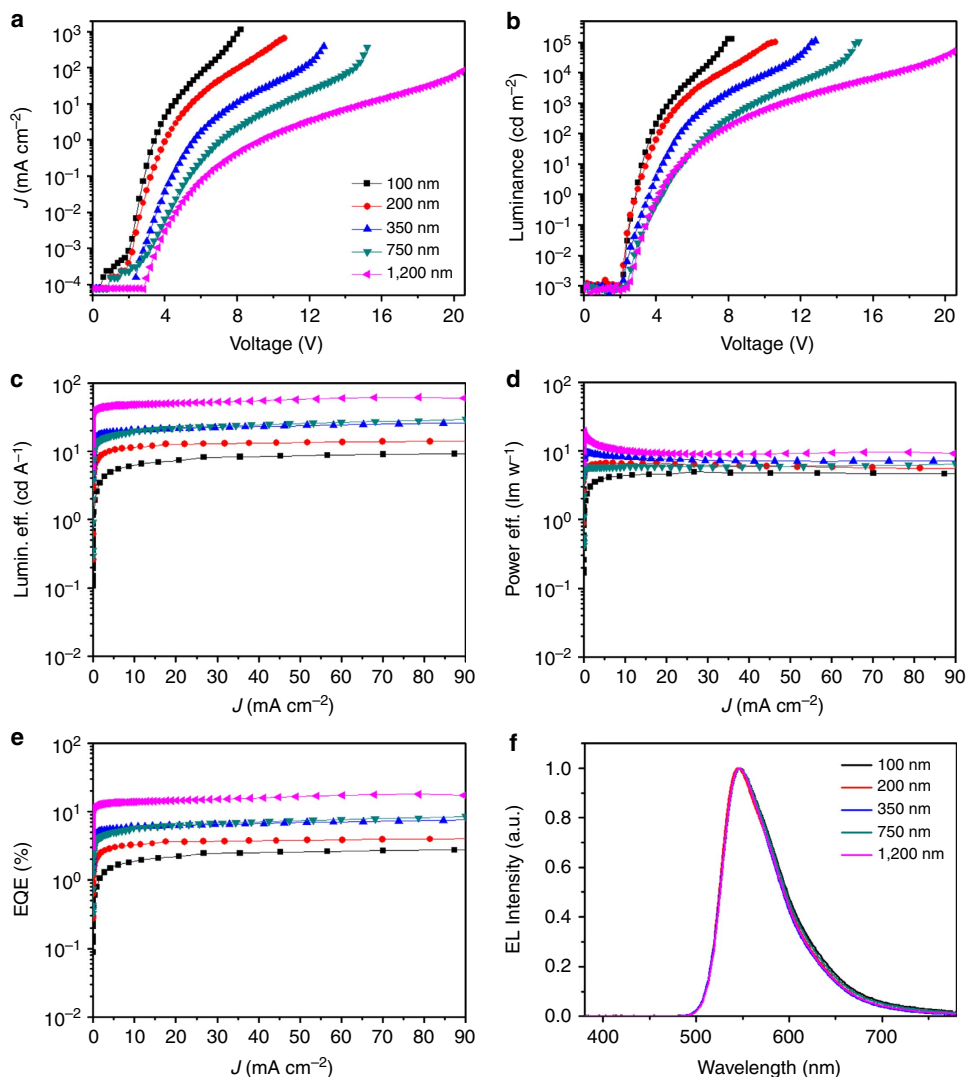 a
10³
10²
10¹
10⁰
10⁻¹
10⁻²
10⁻³
10⁻⁴
J (mA cm⁻²)
0 4 8 12 16 20
Voltage (V)
100 nm
200 nm
350 nm
750 nm
1,200 nm
b
10⁵
10⁴
10³
10²
10¹
10⁰
10⁻¹
10⁻²
10⁻³
Luminance (cd m⁻²)
0 4 8 12 16 20
Voltage (V)
c
10²
10¹
10⁰
10⁻¹
10⁻²
Lumin. eff. (cd A⁻¹)
0 10 20 30 40 50 60 70 80 90
J (mA cm⁻²)
d
10²
10¹
10⁰
10⁻¹
10⁻²
Power eff. (lm w⁻¹)
0 10 20 30 40 50 60 70 80 90
J (mA cm⁻²)
e
10²
10¹
10⁰
10⁻¹
10⁻²
EQE (%)
0 10 20 30 40 50 60 70 80 90
J (mA cm⁻²)
f
1.0
0.8
0.6
0.4
0.2
0.0
EL Intensity (a.u.)
400 500 600 700
Wavelength (nm)
100 nm
200 nm
350 nm
750 nm
1,200 nm